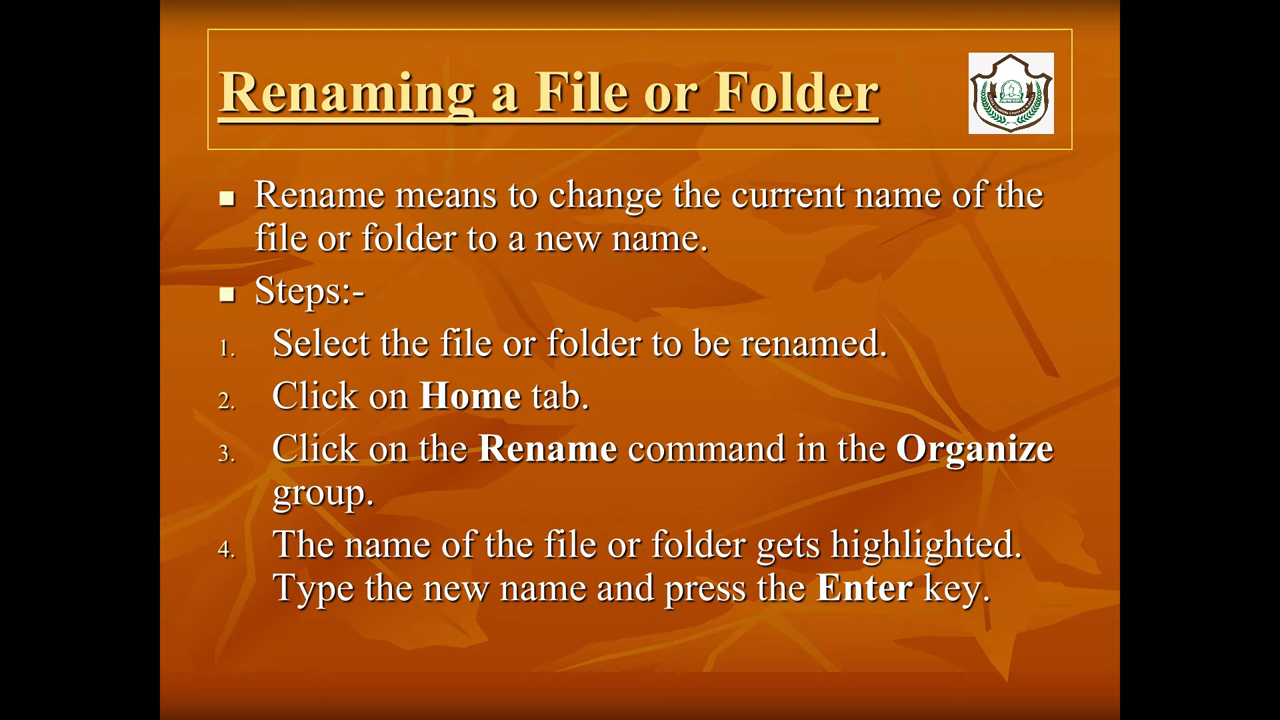 Renaming a File or Folder
Rename means to change the current name of the
file or folder to a new name.
Steps:-
1. Select the file or folder to be renamed.
2. Click on Home tab.
3. Click on the Rename command in the Organize
group.
4. The name of the file or folder gets highlighted.
Type the new name and press the Enter key.